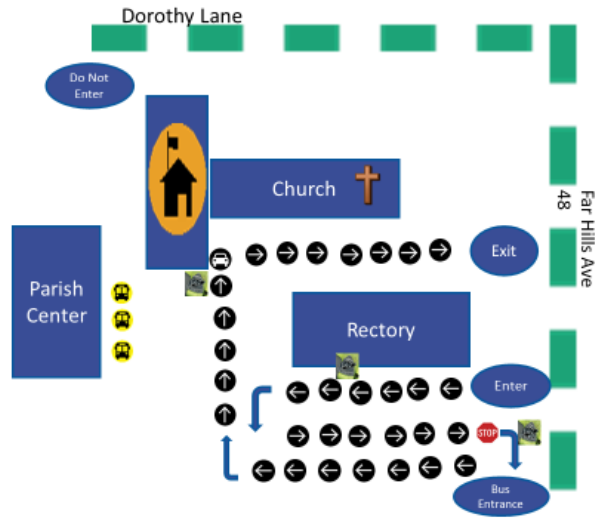 Dorothy Lane
Do Not
Enter
Church
48
Far Hills Ave
Exit
Parish
Center
Rectory
Enter
STOP
Bus
Entrance